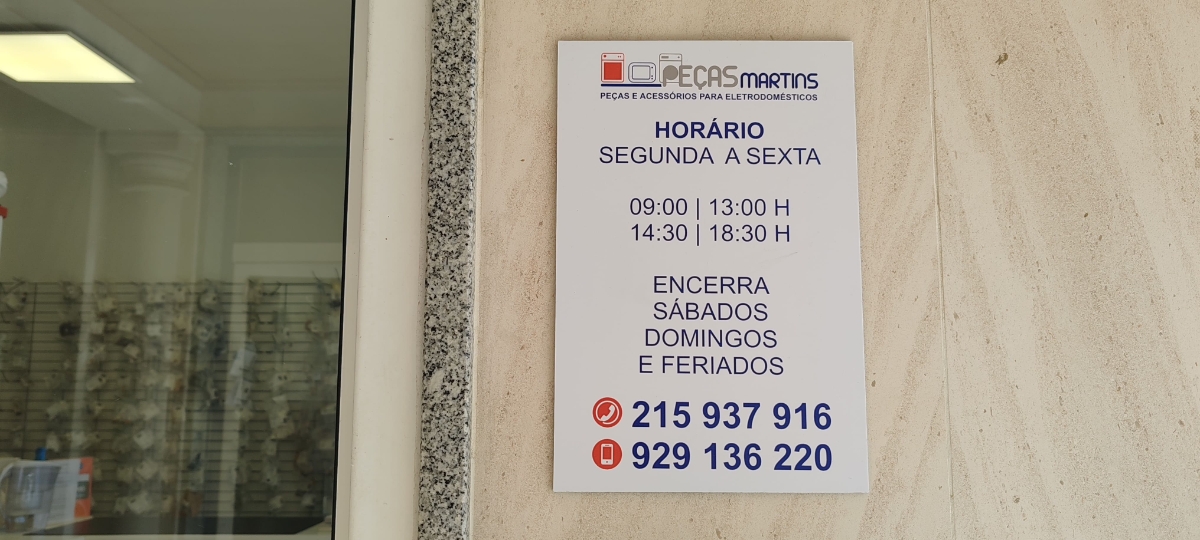 PEÇAS MARTINS
PEÇAS E ACESSÓRIOS PARA ELETRODOMÉSTICOS
HORÁRIO
SEGUNDA A SEXTA
09:00 | 13:00 H
14:30 | 18:30 H
ENCERRA
SÁBADOS
DOMINGOS
E FERIADOS
215 937 916
929 136 220